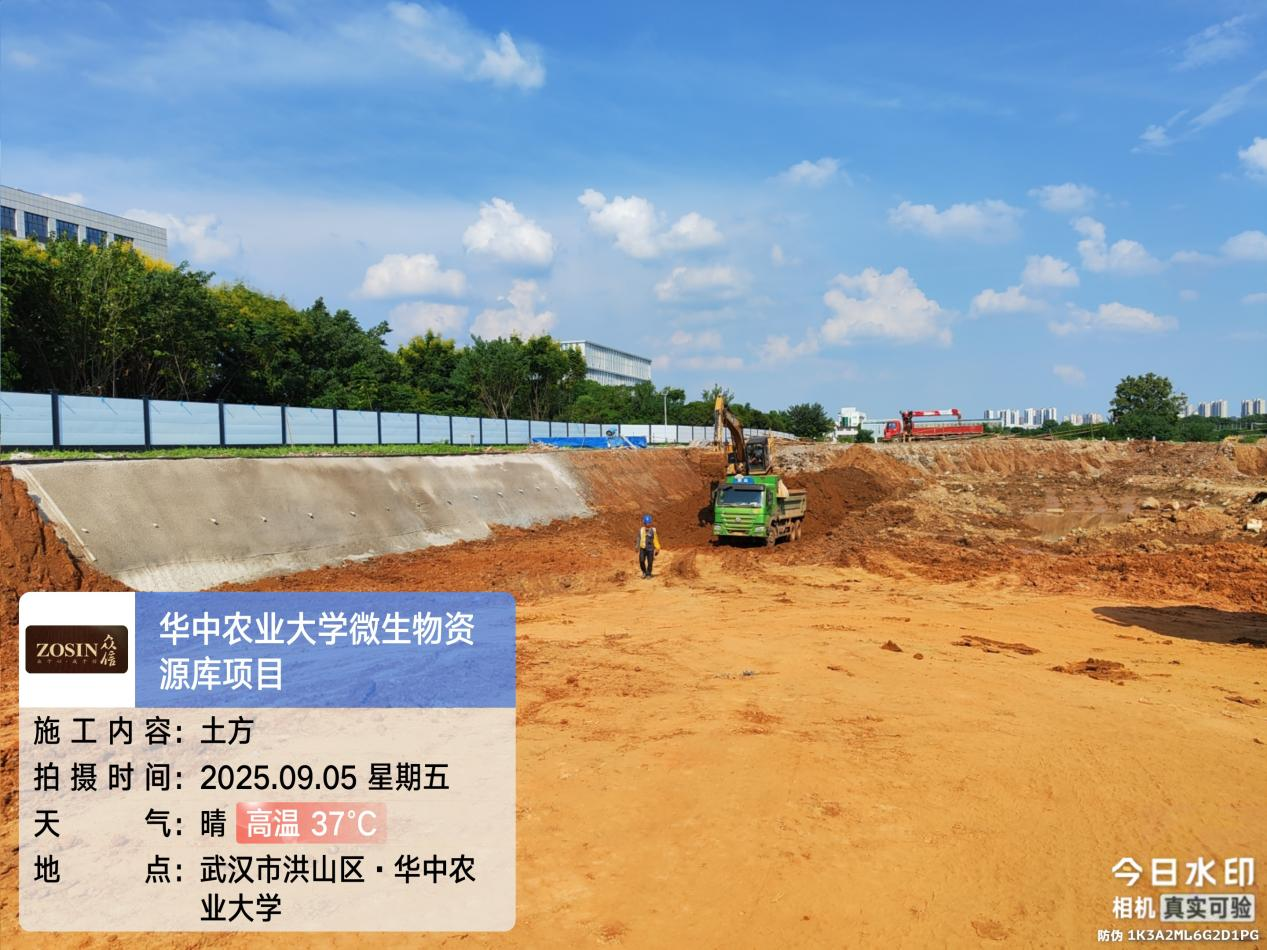 ZOSIN 众信
华中农业大学微生物资
源库项目
施工内容：土方
拍摄时间：2025.09.05 星期五
天气：晴 高温 37°C
地点：武汉市洪山区·华中农
业大学
今日水印
相机 真实可验
防伪 1K3A2ML6G2D1PG